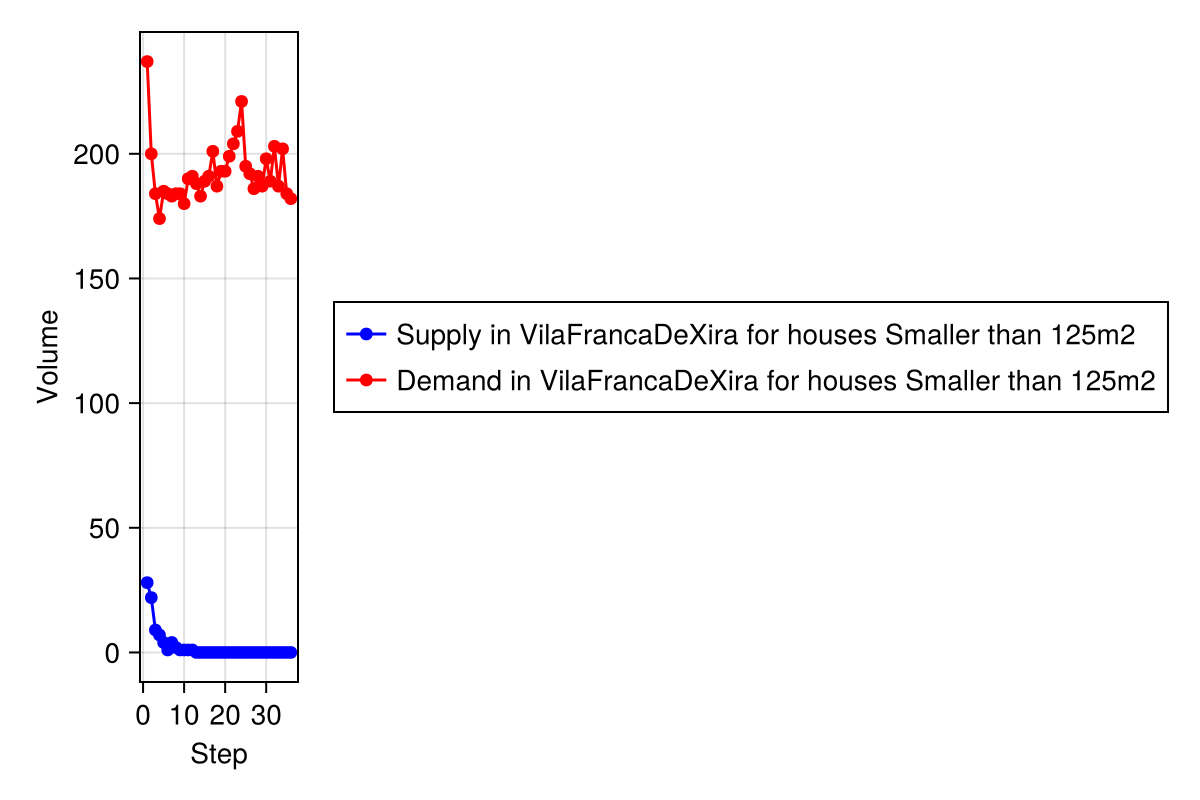 Volume
200
150
100
50
0
0 10 20 30
Step
Supply in VilaFrancaDeXira for houses Smaller than 125m2
Demand in VilaFrancaDeXira for houses Smaller than 125m2